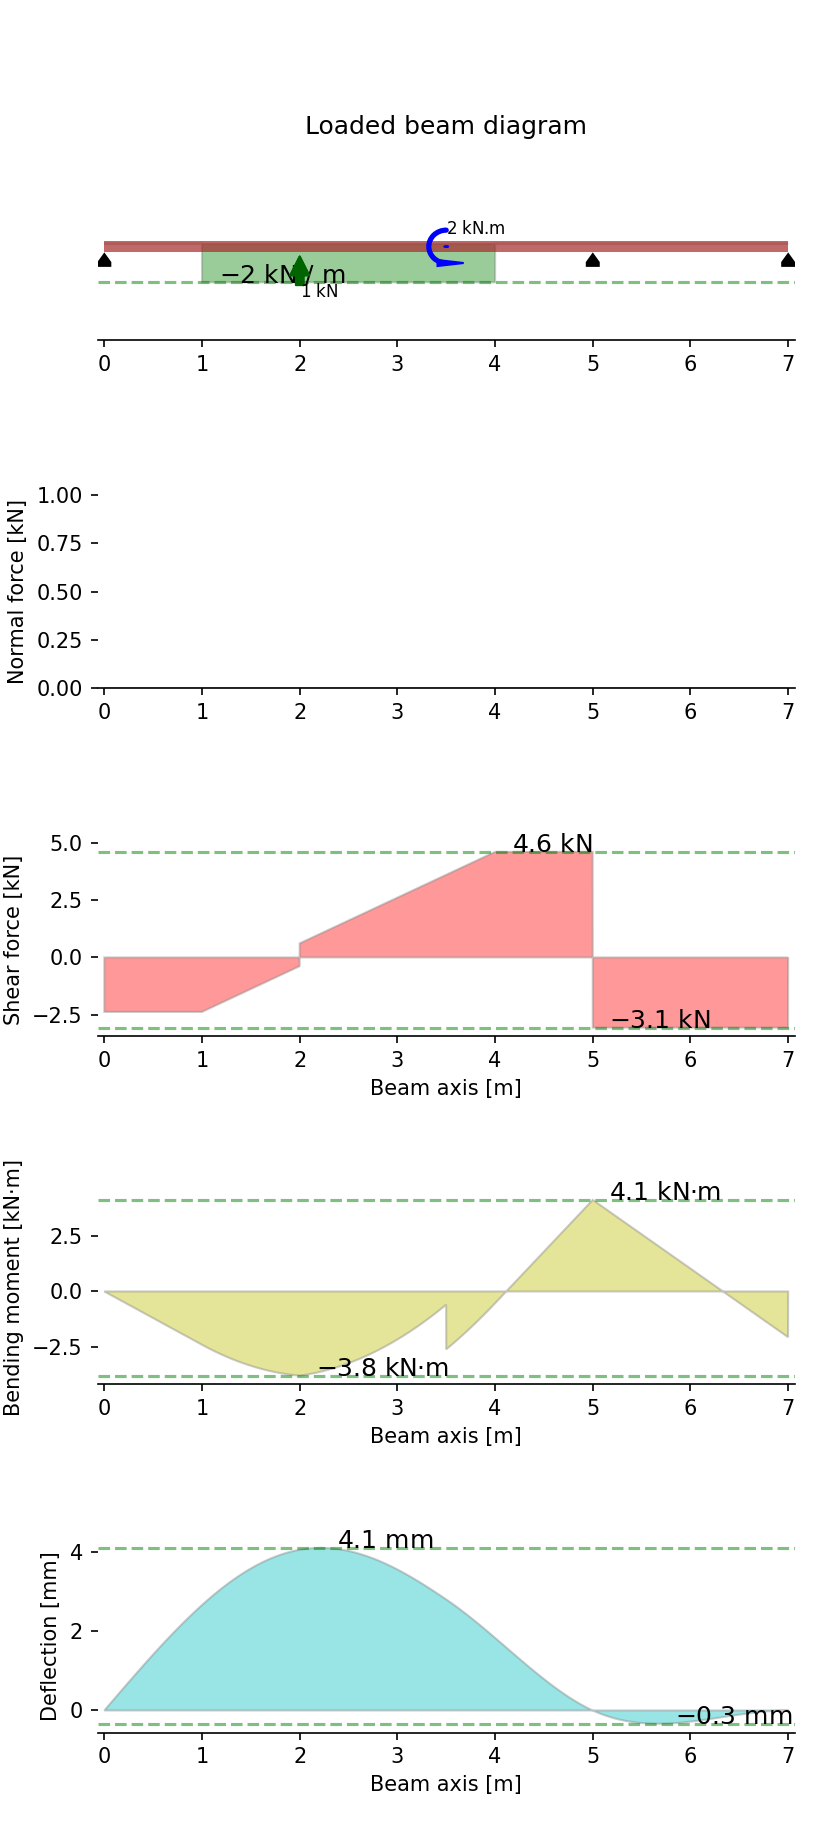 Loaded beam diagram
2 kN.m
−2 kN / m
1 kN
0 1 2 3 4 5 6 7
Normal force [kN]
1.00
0.75
0.50
0.25
0.00
0 1 2 3 4 5 6 7
Shear force [kN]
5.0
2.5
0.0
−2.5
4.6 kN
−3.1 kN
0 1 2 3 4 5 6 7
Beam axis [m]
Bending moment [kN·m]
2.5
0.0
−2.5
4.1 kN·m
−3.8 kN·m
0 1 2 3 4 5 6 7
Beam axis [m]
Deflection [mm]
4
2
0
4.1 mm
−0.3 mm
0 1 2 3 4 5 6 7
Beam axis [m]